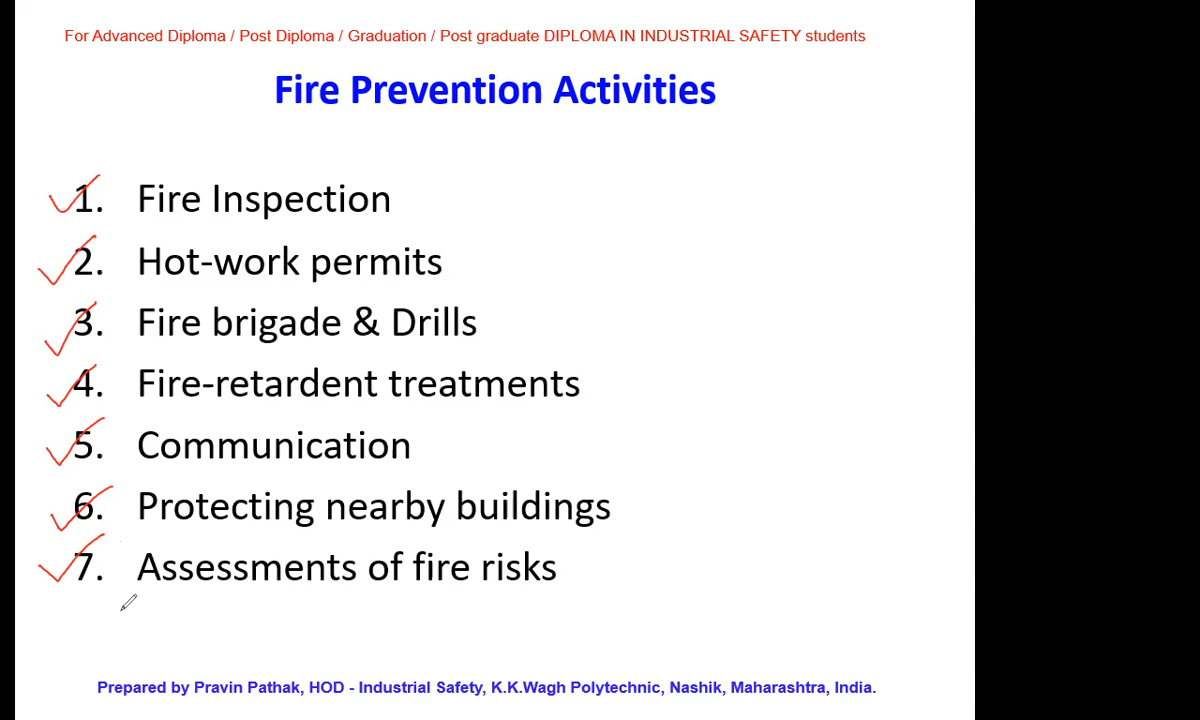 For Advanced Diploma / Post Diploma / Graduation / Post graduate DIPLOMA IN INDUSTRIAL SAFETY students
Fire Prevention Activities
1. Fire Inspection
2. Hot-work permits
3. Fire brigade & Drills
4. Fire-retardent treatments
5. Communication
6. Protecting nearby buildings
7. Assessments of fire risks
Prepared by Pravin Pathak, HOD - Industrial Safety, K.K.Wagh Polytechnic, Nashik, Maharashtra, India.